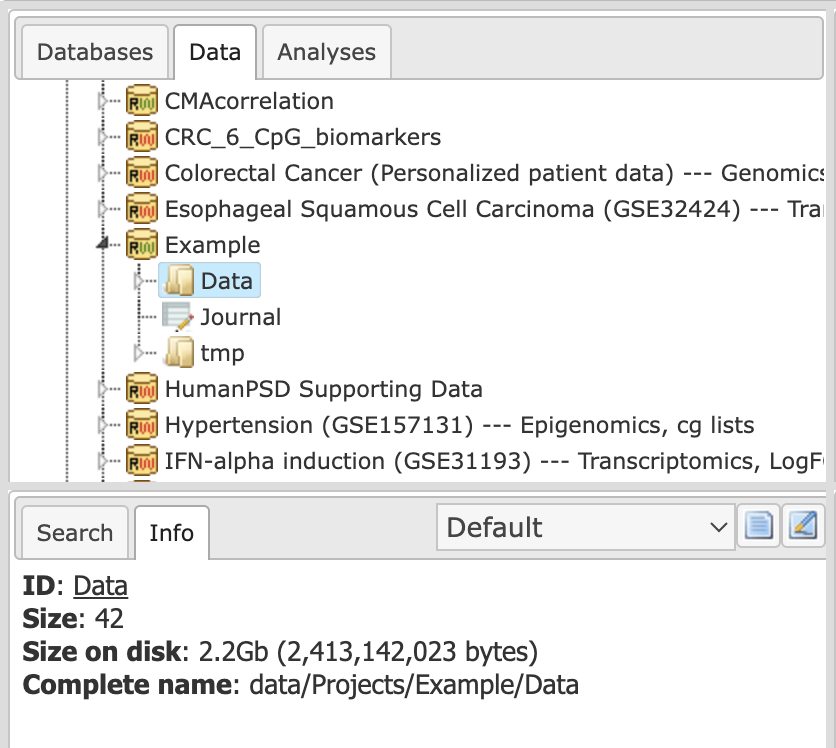 Databases Data Analyses
CMAcorrelation
CRC_6_CpG_biomarkers
Colorectal Cancer (Personalized patient data) --- Genomics
Esophageal Squamous Cell Carcinoma (GSE32424) --- Tra
Example
Data
Journal
tmp
HumanPSD Supporting Data
Hypertension (GSE157131) --- Epigenomics, cg lists
IFN-alpha induction (GSE31193) --- Transcriptomics, LogF
Search Info Default
ID: Data
Size: 42
Size on disk: 2.2Gb (2,413,142,023 bytes)
Complete name: data/Projects/Example/Data